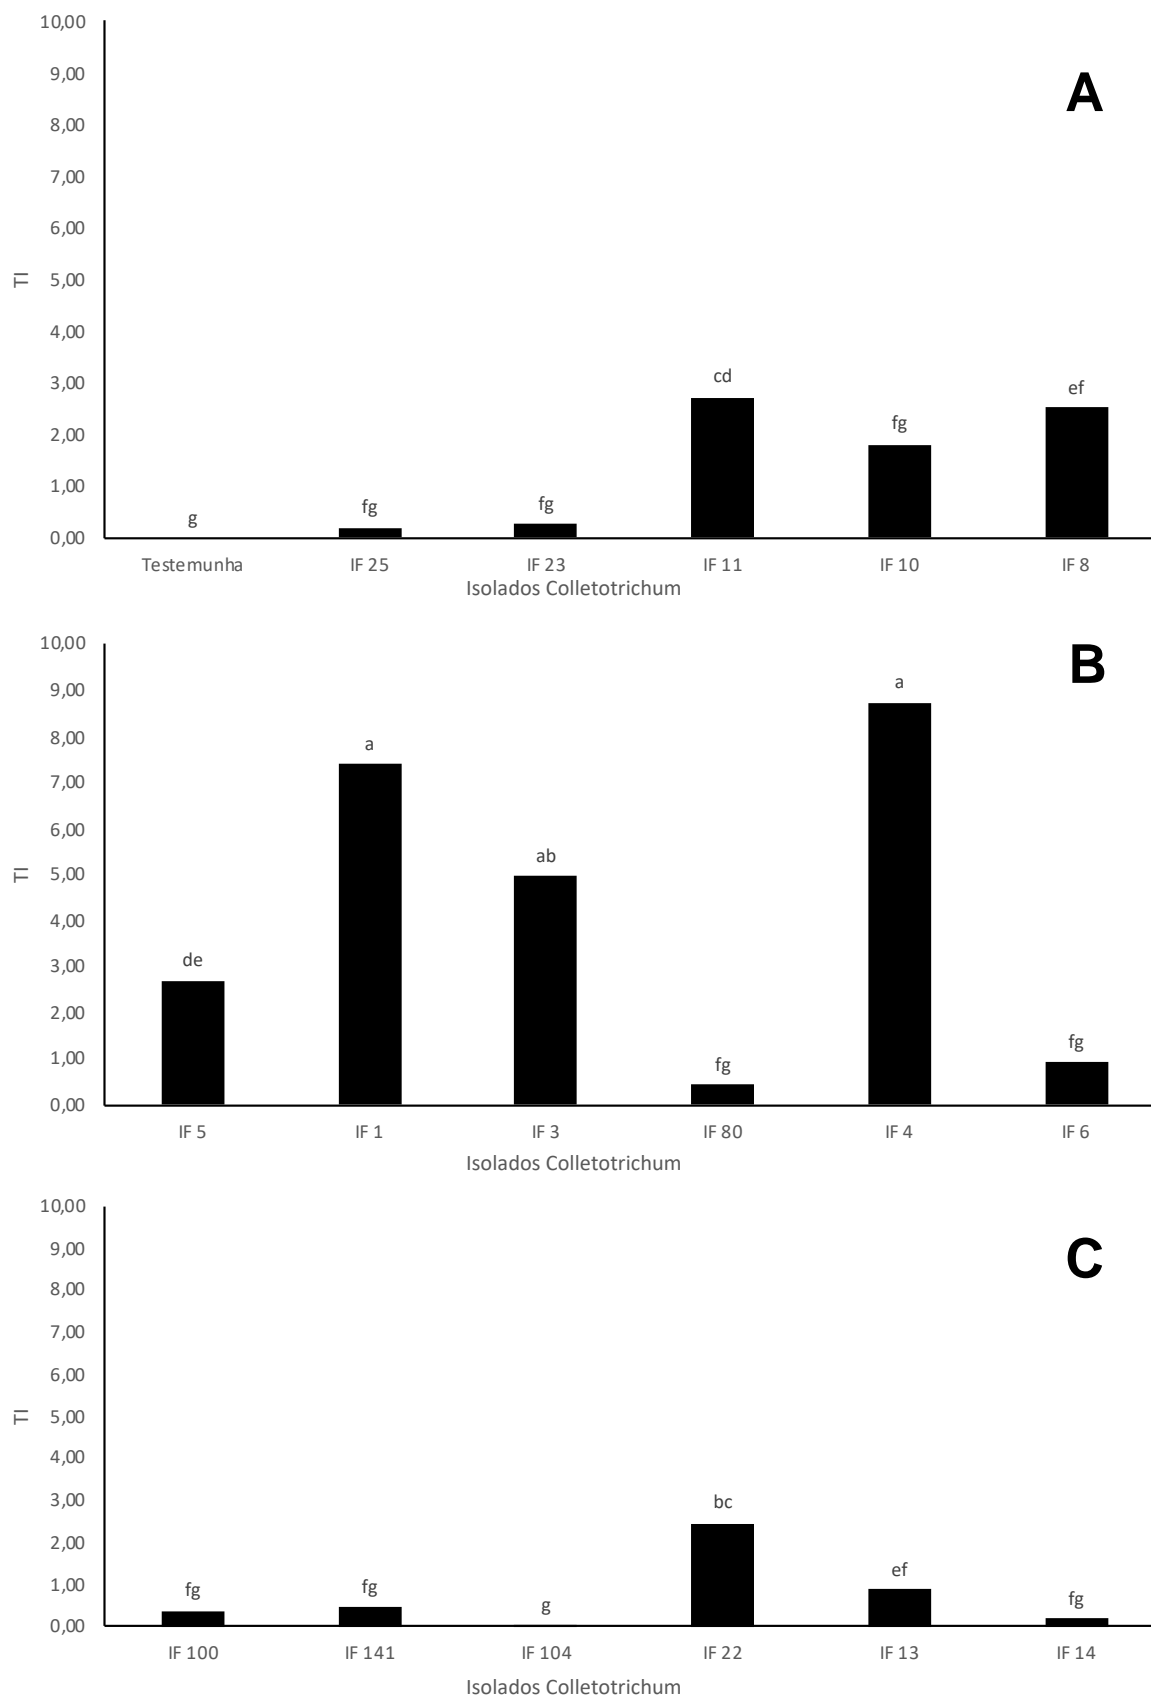 10,00
9,00
A
8,00
7,00
6,00
TI
5,00
4,00
3,00
2,00
1,00
0,00
g
fg
fg
cd
fg
ef
Testemunha IF 25 IF 23 IF 11 IF 10 IF 8
Isolados Colletotrichum
10,00
B
9,00
8,00
7,00
6,00
TI
5,00
4,00
3,00
2,00
1,00
0,00
de
a
ab
fg
a
fg
IF 5 IF 1 IF 3 IF 80 IF 4 IF 6
Isolados Colletotrichum
10,00
9,00
C
8,00
7,00
6,00
TI
5,00
4,00
3,00
2,00
1,00
0,00
fg
fg
g
bc
ef
fg
IF 100 IF 141 IF 104 IF 22 IF 13 IF 14
Isolados Colletotrichum